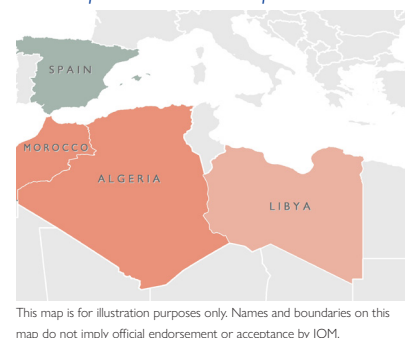 SPAIN
MOROCCO
ALGERIA
LIBYA
This map is for illustration purposes only. Names and boundaries on this
map do not imply official endorsement or acceptance by IOM.